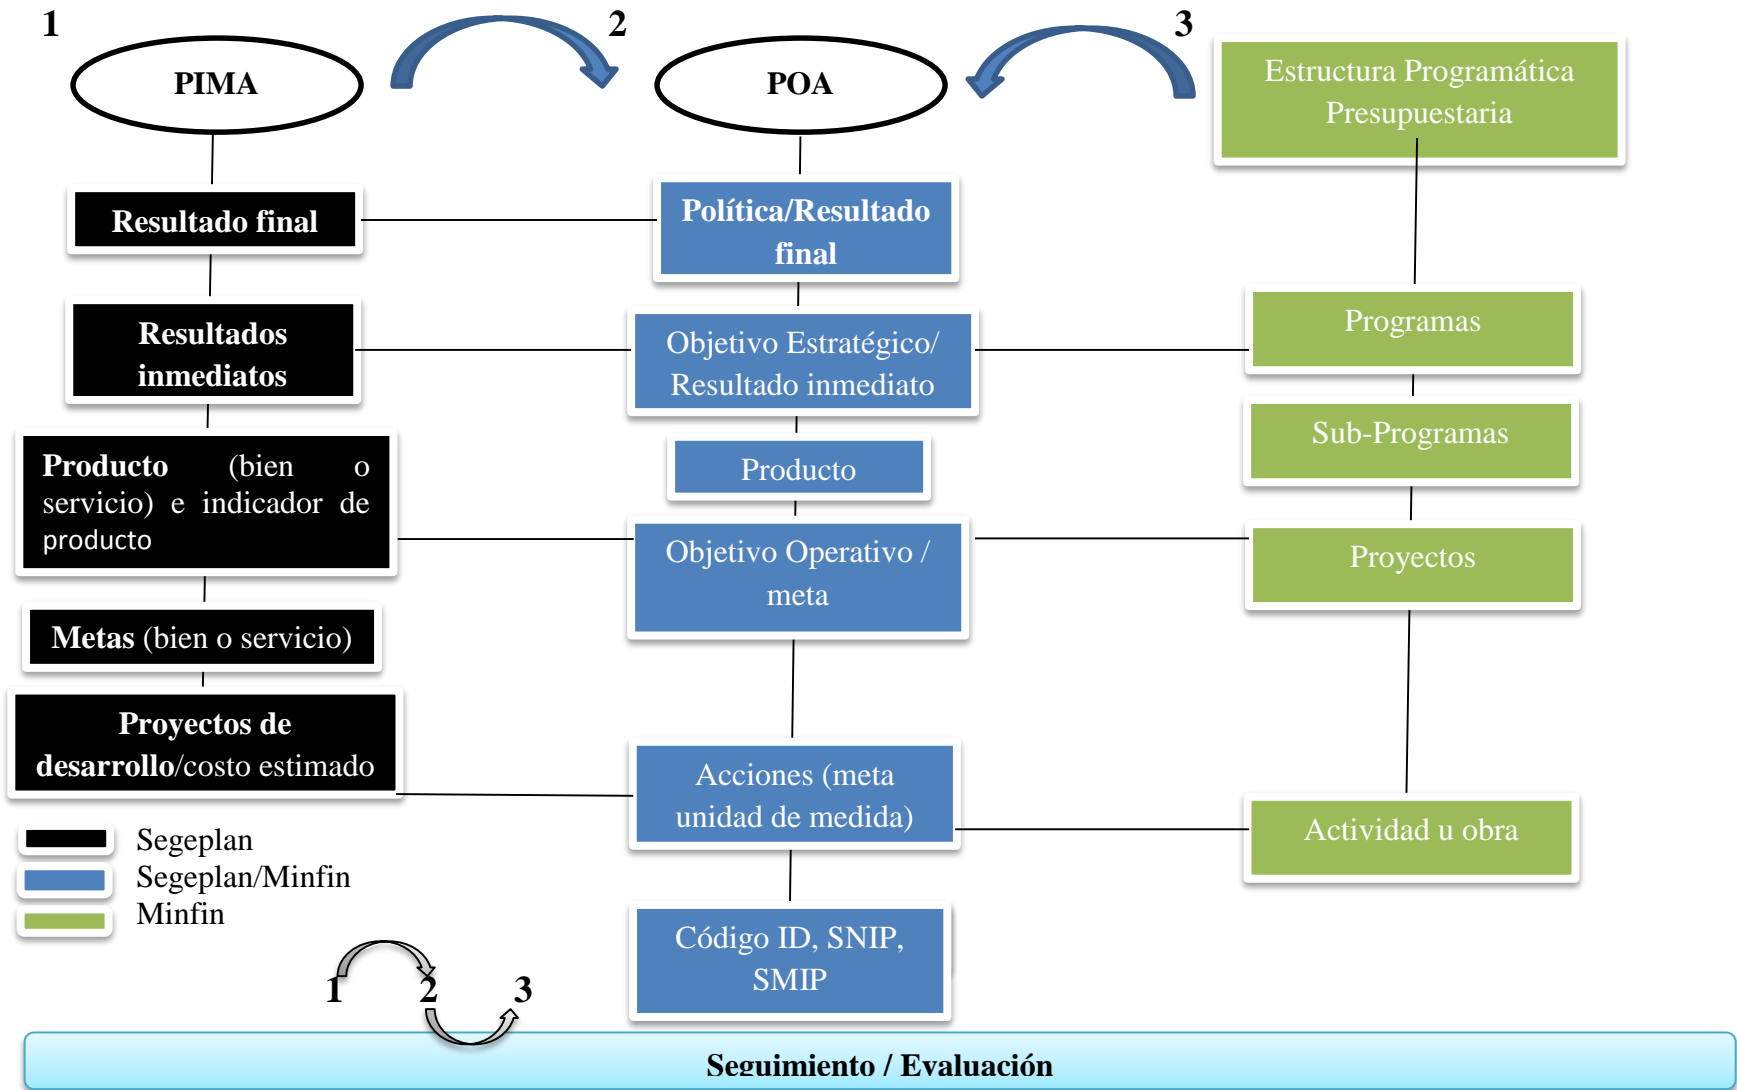 1
2
3
PIMA
POA
Estructura Programática
Presupuestaria
Resultado final
Política/Resultado
final
Resultados
inmediatos
Objetivo Estratégico/
Resultado inmediato
Programas
Producto (bien o
servicio) e indicador de
producto
Producto
Sub-Programas
Objetivo Operativo /
meta
Proyectos
Metas (bien o servicio)
Proyectos de
desarrollo/costo estimado
Acciones (meta
unidad de medida)
Actividad u obra
Segeplan
Segeplan/Minfin
Minfin
Código ID, SNIP,
SMIP
1 2 3
Seguimiento / Evaluación